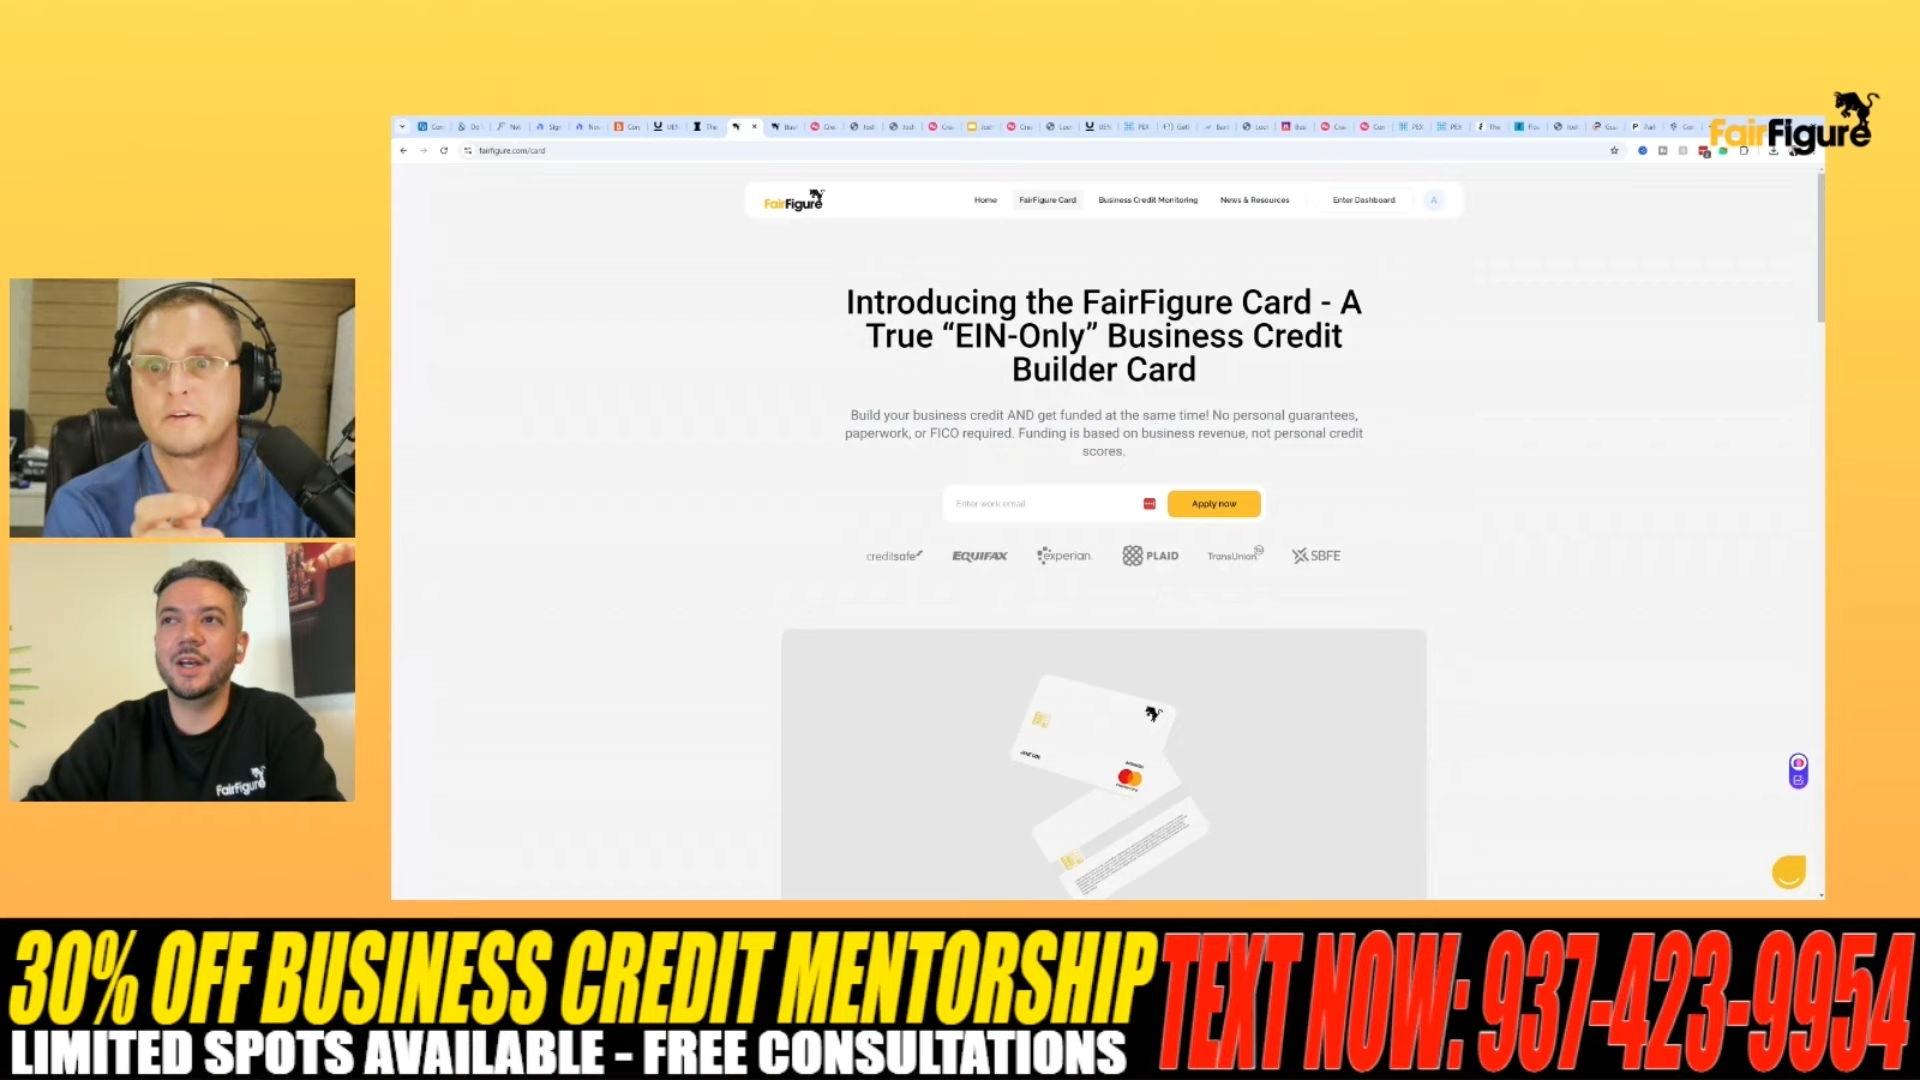 FairFigure
fairfigure.com/card
FairFigure
Home
FairFigure Card
Business Credit Monitoring
News & Resources
Enter Dashboard
A
Introducing the FairFigure Card - A
True “EIN-Only” Business Credit
Builder Card
Build your business credit AND get funded at the same time! No personal guarantees,
paperwork, or FICO required. Funding is based on business revenue, not personal credit
scores.
Enter work email
Apply now
creditsafe
EQUIFAX
experian.
PLAID
TransUnion
SBFE
FairFigure
30% OFF BUSINESS CREDIT MENTORSHIP
LIMITED SPOTS AVAILABLE - FREE CONSULTATIONS
TEXT NOW: 937-423-9954